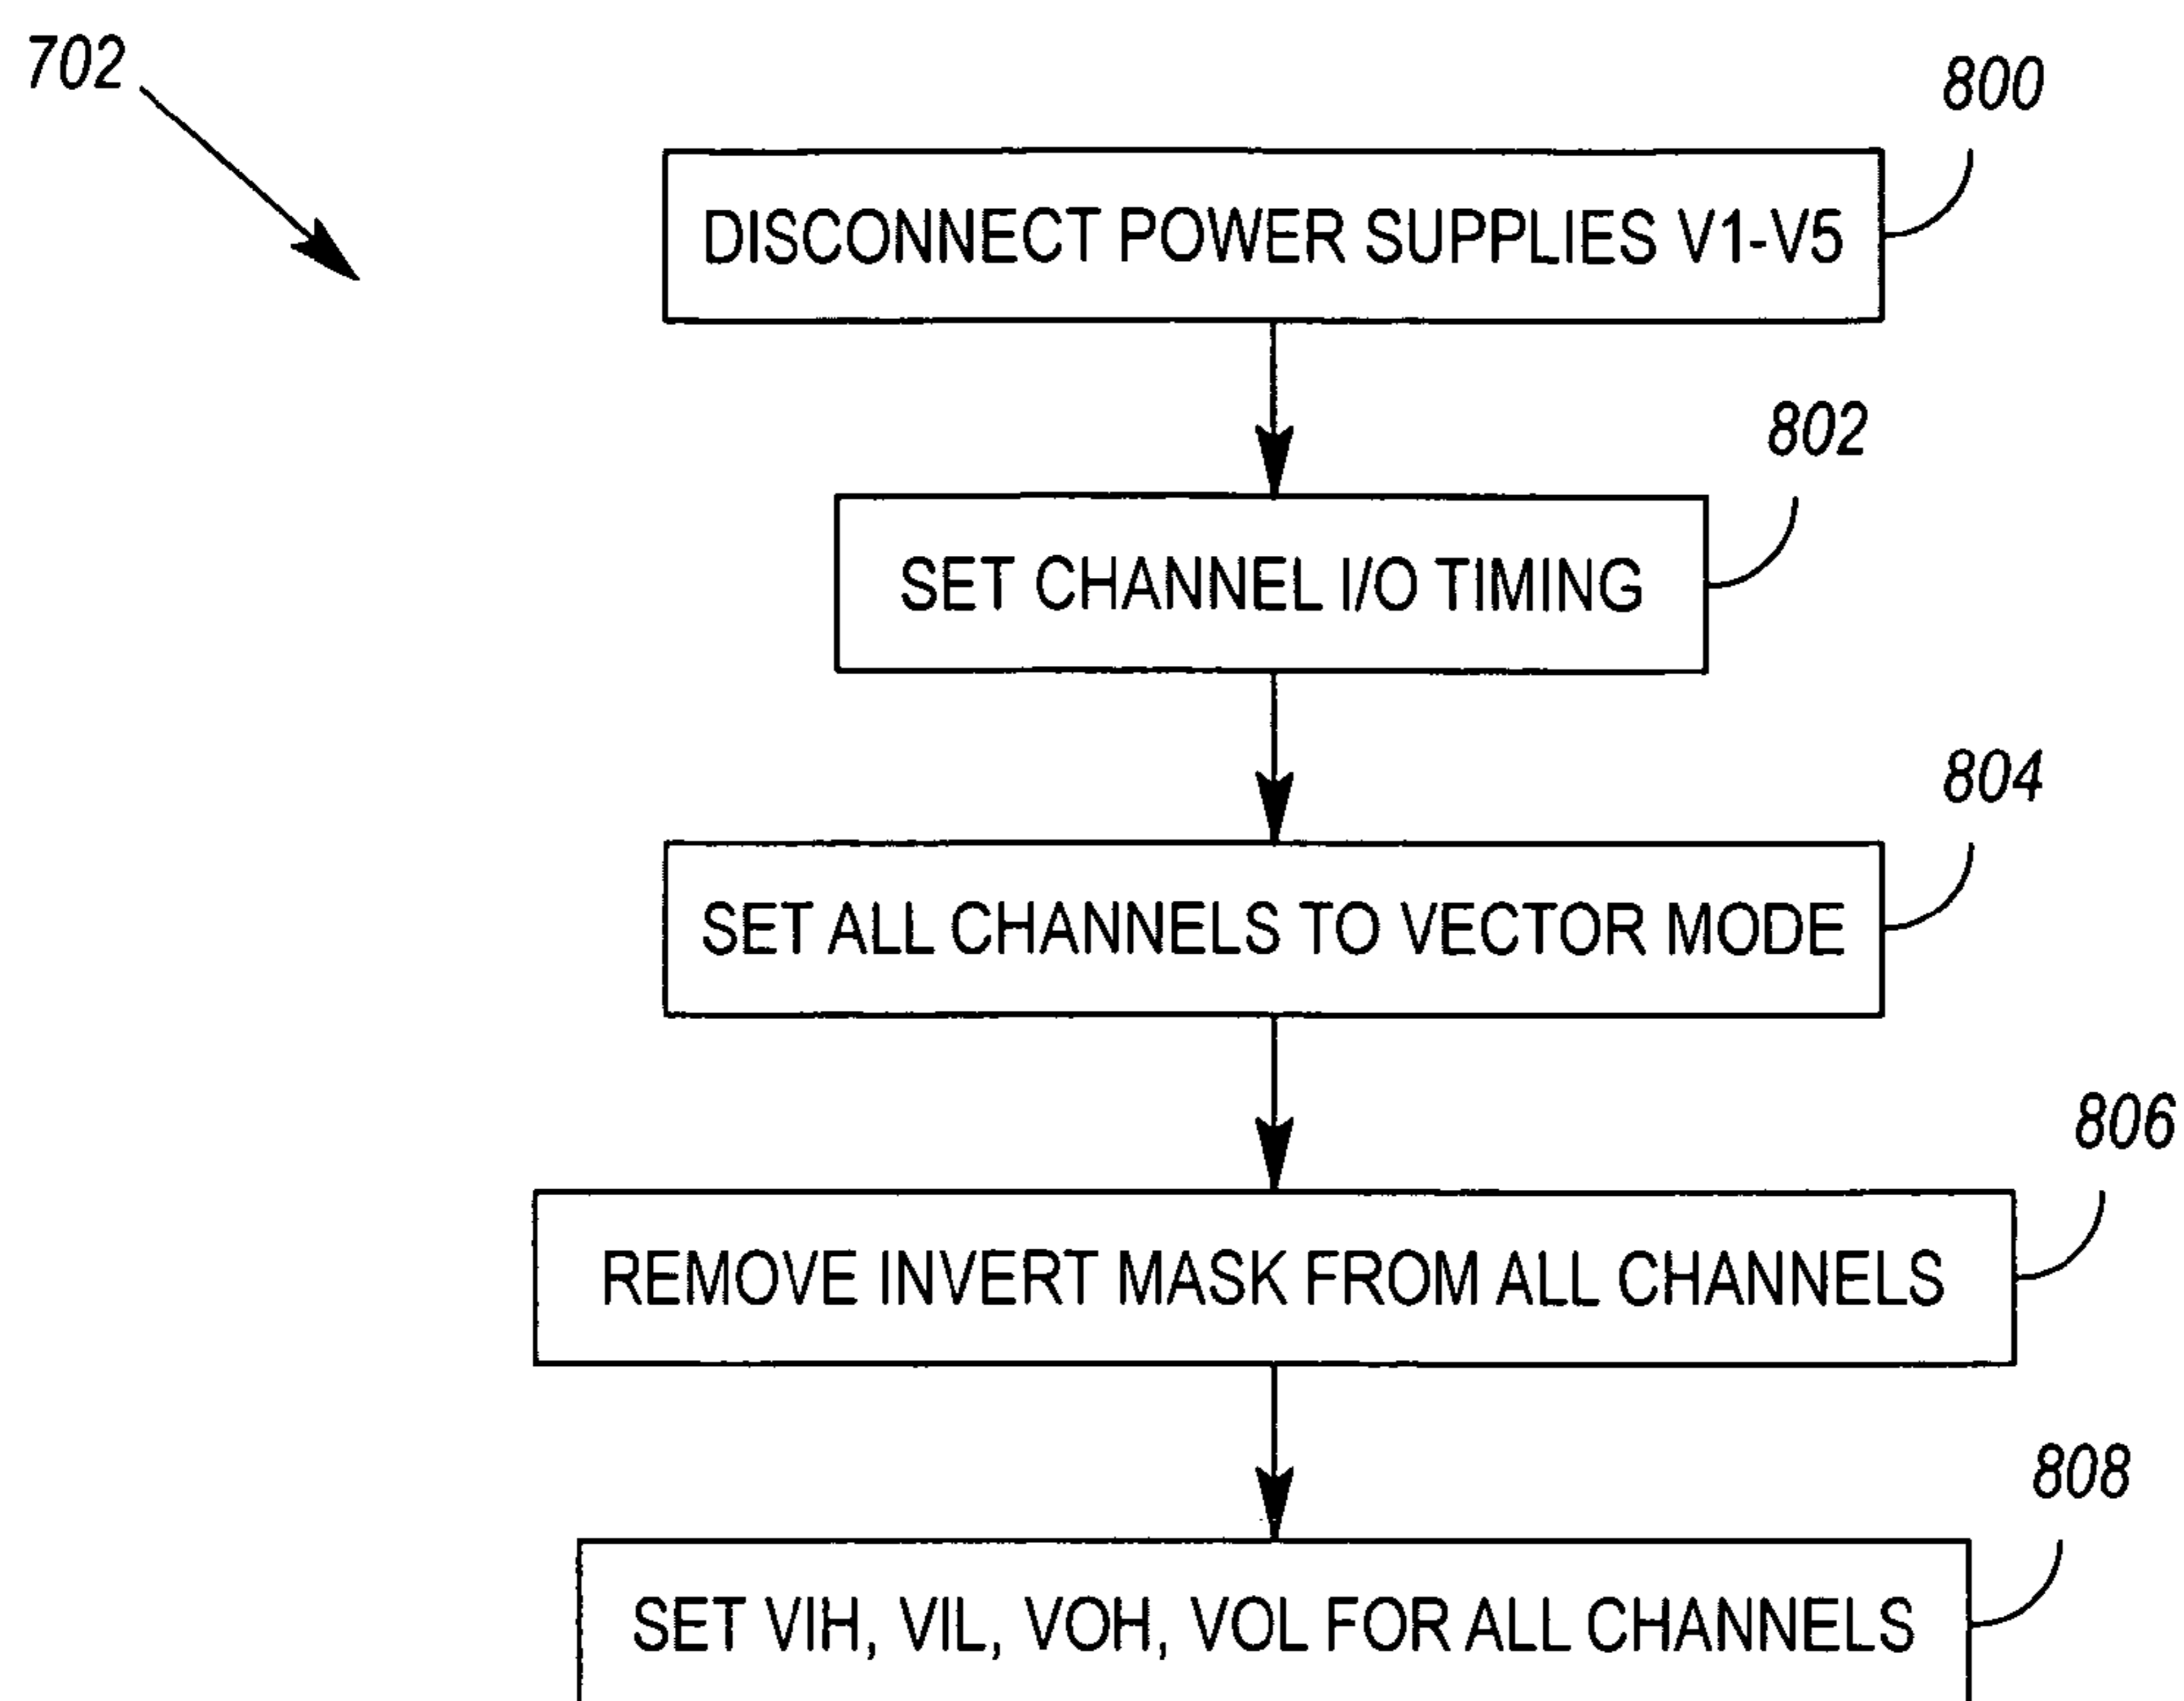 702
800
DISCONNECT POWER SUPPLIES V1-V5
802
SET CHANNEL I/O TIMING
804
SET ALL CHANNELS TO VECTOR MODE
806
REMOVE INVERT MASK FROM ALL CHANNELS
808
SET VIH, VIL, VOH, VOL FOR ALL CHANNELS